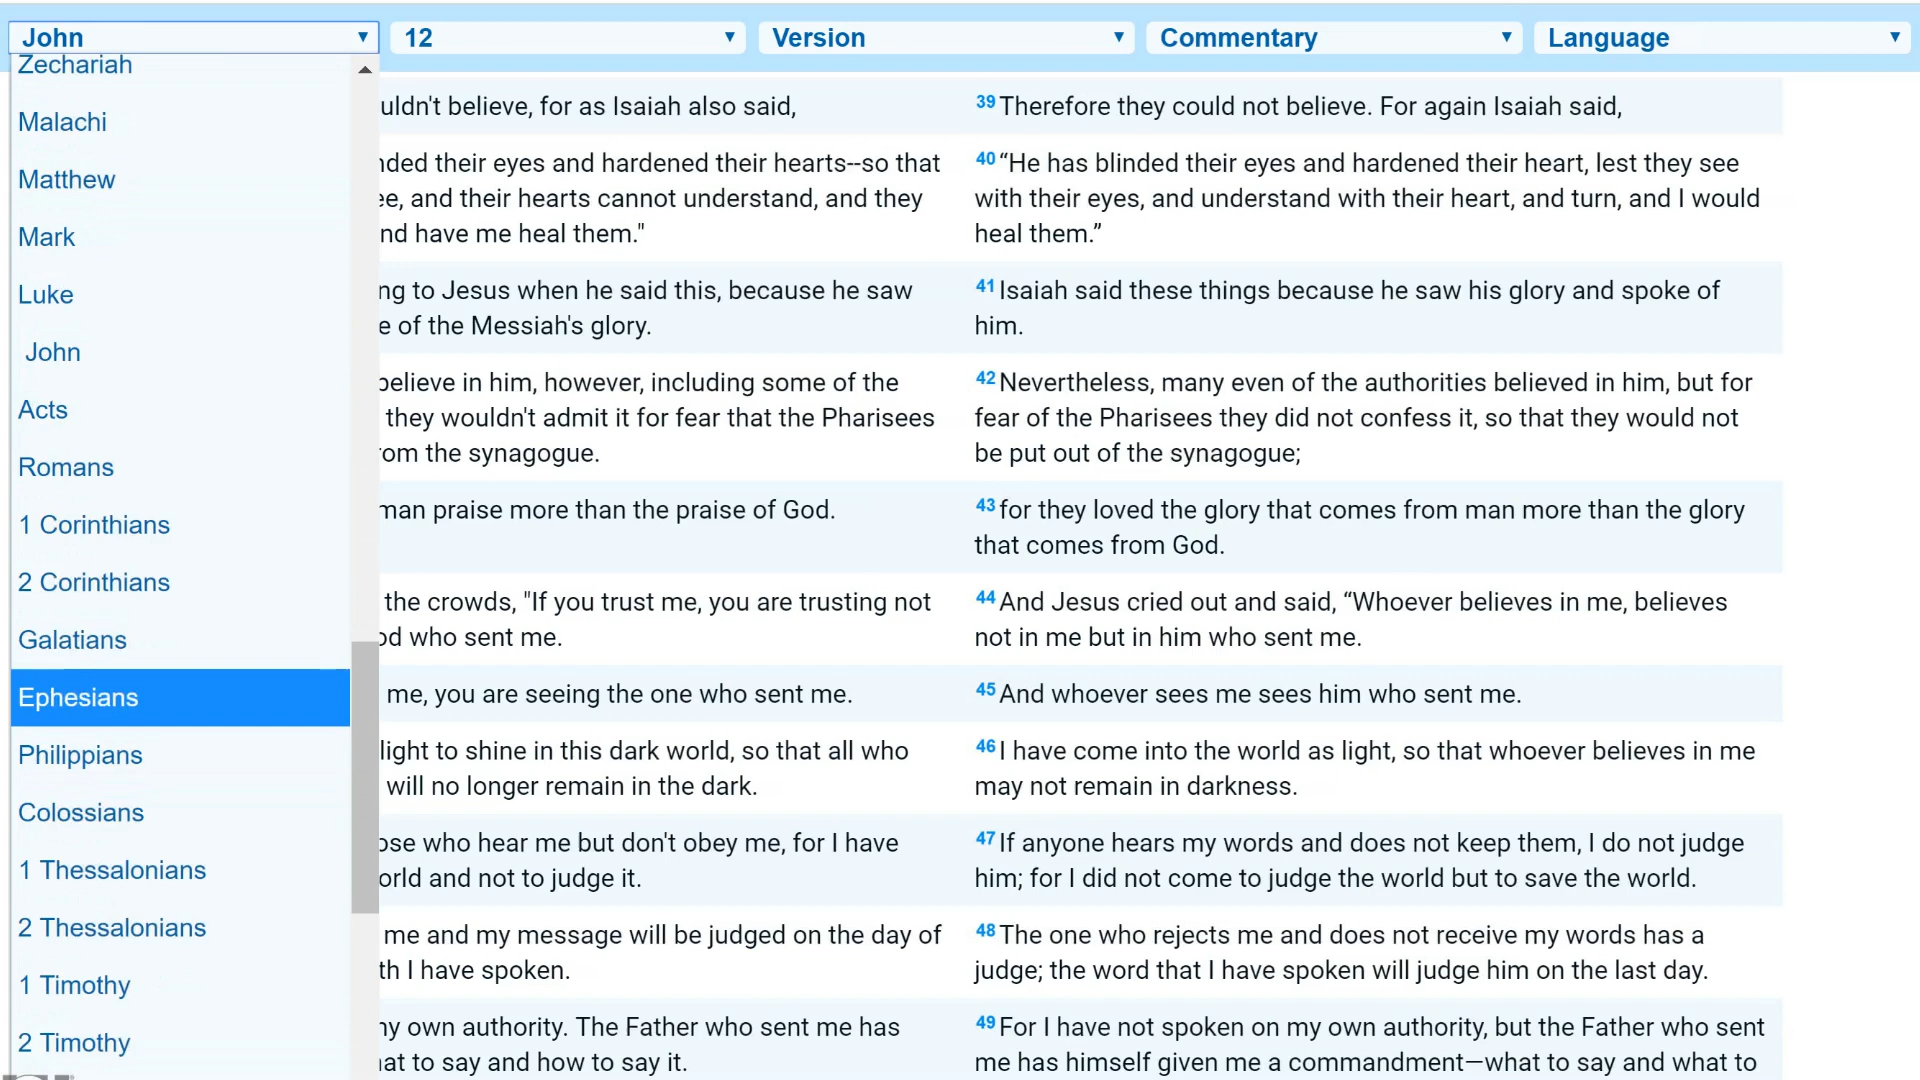 John ▼ 12 ▼ Version ▼ Commentary ▼ Language ▼
Zechariah
Malachi
Matthew
Mark
Luke
John
Acts
Romans
1 Corinthians
2 Corinthians
Galatians
Ephesians
Philippians
Colossians
1 Thessalonians
2 Thessalonians
1 Timothy
2 Timothy
believe, for as Isaiah also said,
their eyes and hardened their hearts--so that
and their hearts cannot understand, and they
have me heal them."
to Jesus when he said this, because he saw
of the Messiah's glory.
believe in him, however, including some of the
they wouldn't admit it for fear that the Pharisees
the synagogue.
praise more than the praise of God.
the crowds, "If you trust me, you are trusting not
who sent me.
me, you are seeing the one who sent me.
light to shine in this dark world, so that all who
will no longer remain in the dark.
who hear me but don't obey me, for I have
and not to judge it.
me and my message will be judged on the day of
I have spoken.
own authority. The Father who sent me has
to say and how to say it.
39 Therefore they could not believe. For again Isaiah said,
40 “He has blinded their eyes and hardened their heart, lest they see
with their eyes, and understand with their heart, and turn, and I would
heal them.”
41 Isaiah said these things because he saw his glory and spoke of
him.
42 Nevertheless, many even of the authorities believed in him, but for
fear of the Pharisees they did not confess it, so that they would not
be put out of the synagogue;
43 for they loved the glory that comes from man more than the glory
that comes from God.
44 And Jesus cried out and said, “Whoever believes in me, believes
not in me but in him who sent me.
45 And whoever sees me sees him who sent me.
46 I have come into the world as light, so that whoever believes in me
may not remain in darkness.
47 If anyone hears my words and does not keep them, I do not judge
him; for I did not come to judge the world but to save the world.
48 The one who rejects me and does not receive my words has a
judge; the word that I have spoken will judge him on the last day.
49 For I have not spoken on my own authority, but the Father who sent
me has himself given me a commandment—what to say and what to